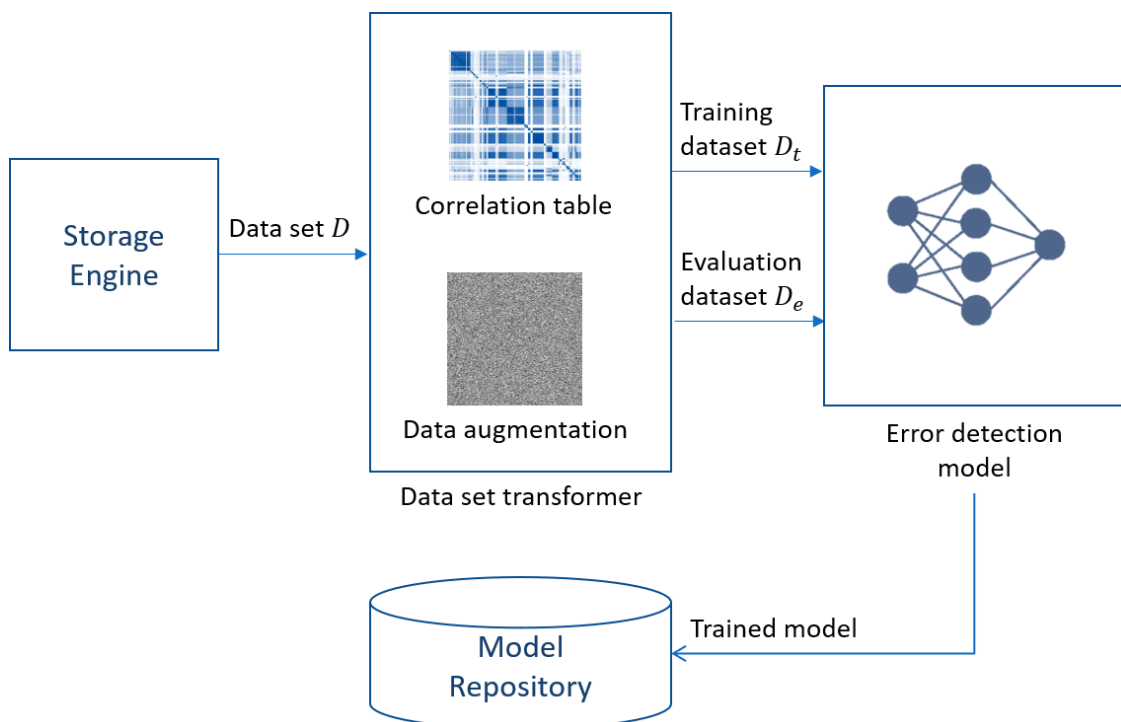 Storage
Engine
Data set D
Correlation table
Data augmentation
Data set transformer
Training
dataset Dₜ
Evaluation
dataset Dₑ
Error detection
model
Trained model
Model
Repository